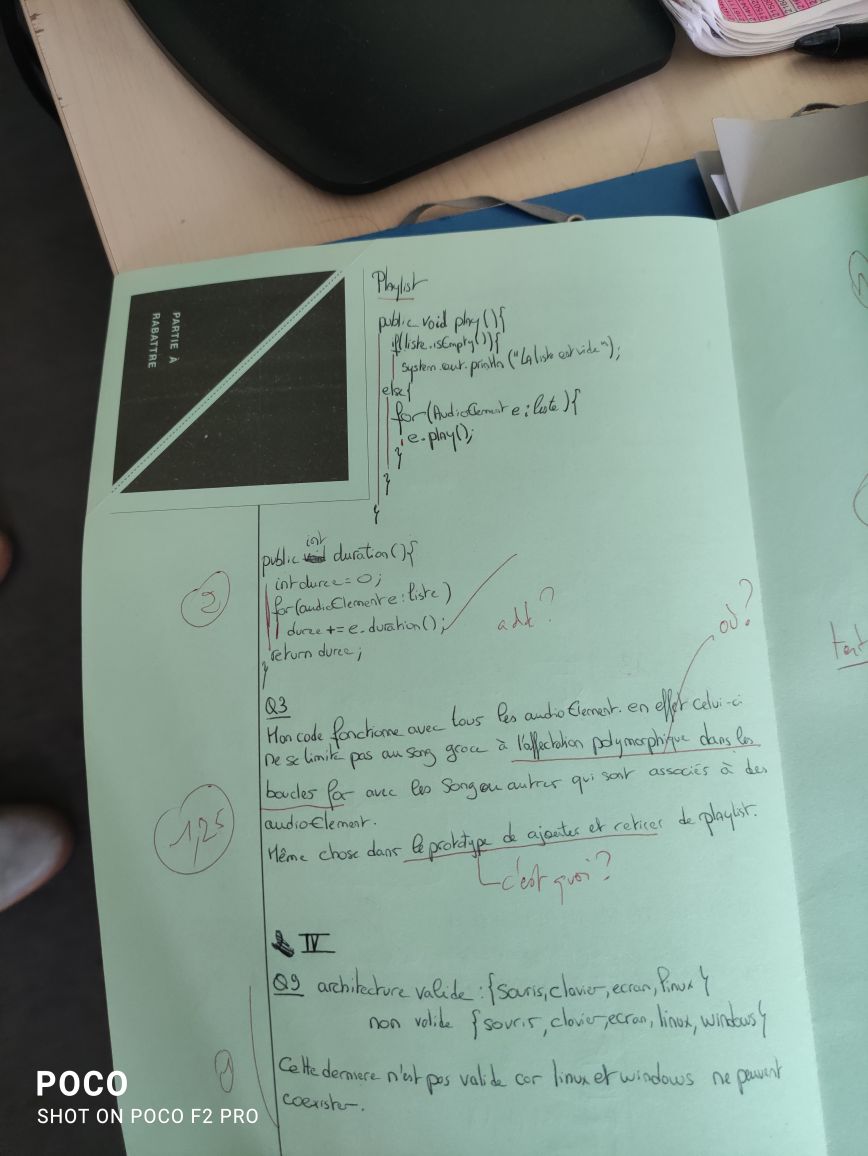 PARTIE À
RABATTRE
Playlist
public void play(){
if(liste.isEmpty()){
system.out.println("LA liste est vide");
else{
for(AudioElement e : liste){
e.play();
}
}
}
int
public void duration(){
int duree = 0;
for(audioElement e : liste)
duree += e.duration();
return duree;
}
2
add?
où?
Q3
Mon code fonctionne avec tous les audioElement. en effet celui-ci
ne se limite pas au song grace à l'affectation polymorphique dans les
boucles for avec les Song ou autres qui sont associés à des
audioElement.
Même chose dans le prototype de ajouter et retirer de playlist.
1,25
c'est quoi?
IV
Q9 architecture valide : {souris, clavier, ecran, linux}
non valide {souris, clavier, ecran, linux, windows}
Cette derniere n'est pas valide car linux et windows ne peuvent
coexister.
POCO
SHOT ON POCO F2 PRO